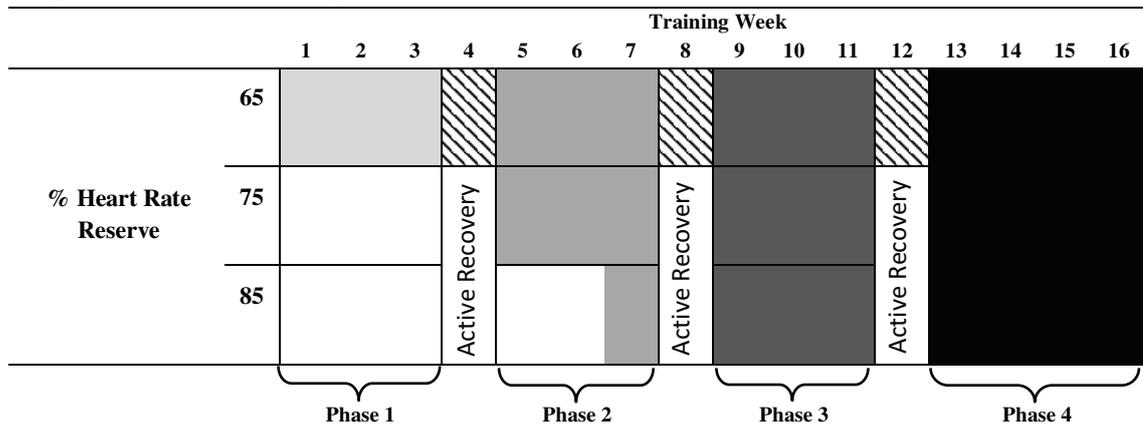 Training Week
1 2 3 4 5 6 7 8 9 10 11 12 13 14 15 16
65
% Heart Rate
Reserve
75
85
Active Recovery
Active Recovery
Active Recovery
Phase 1
Phase 2
Phase 3
Phase 4